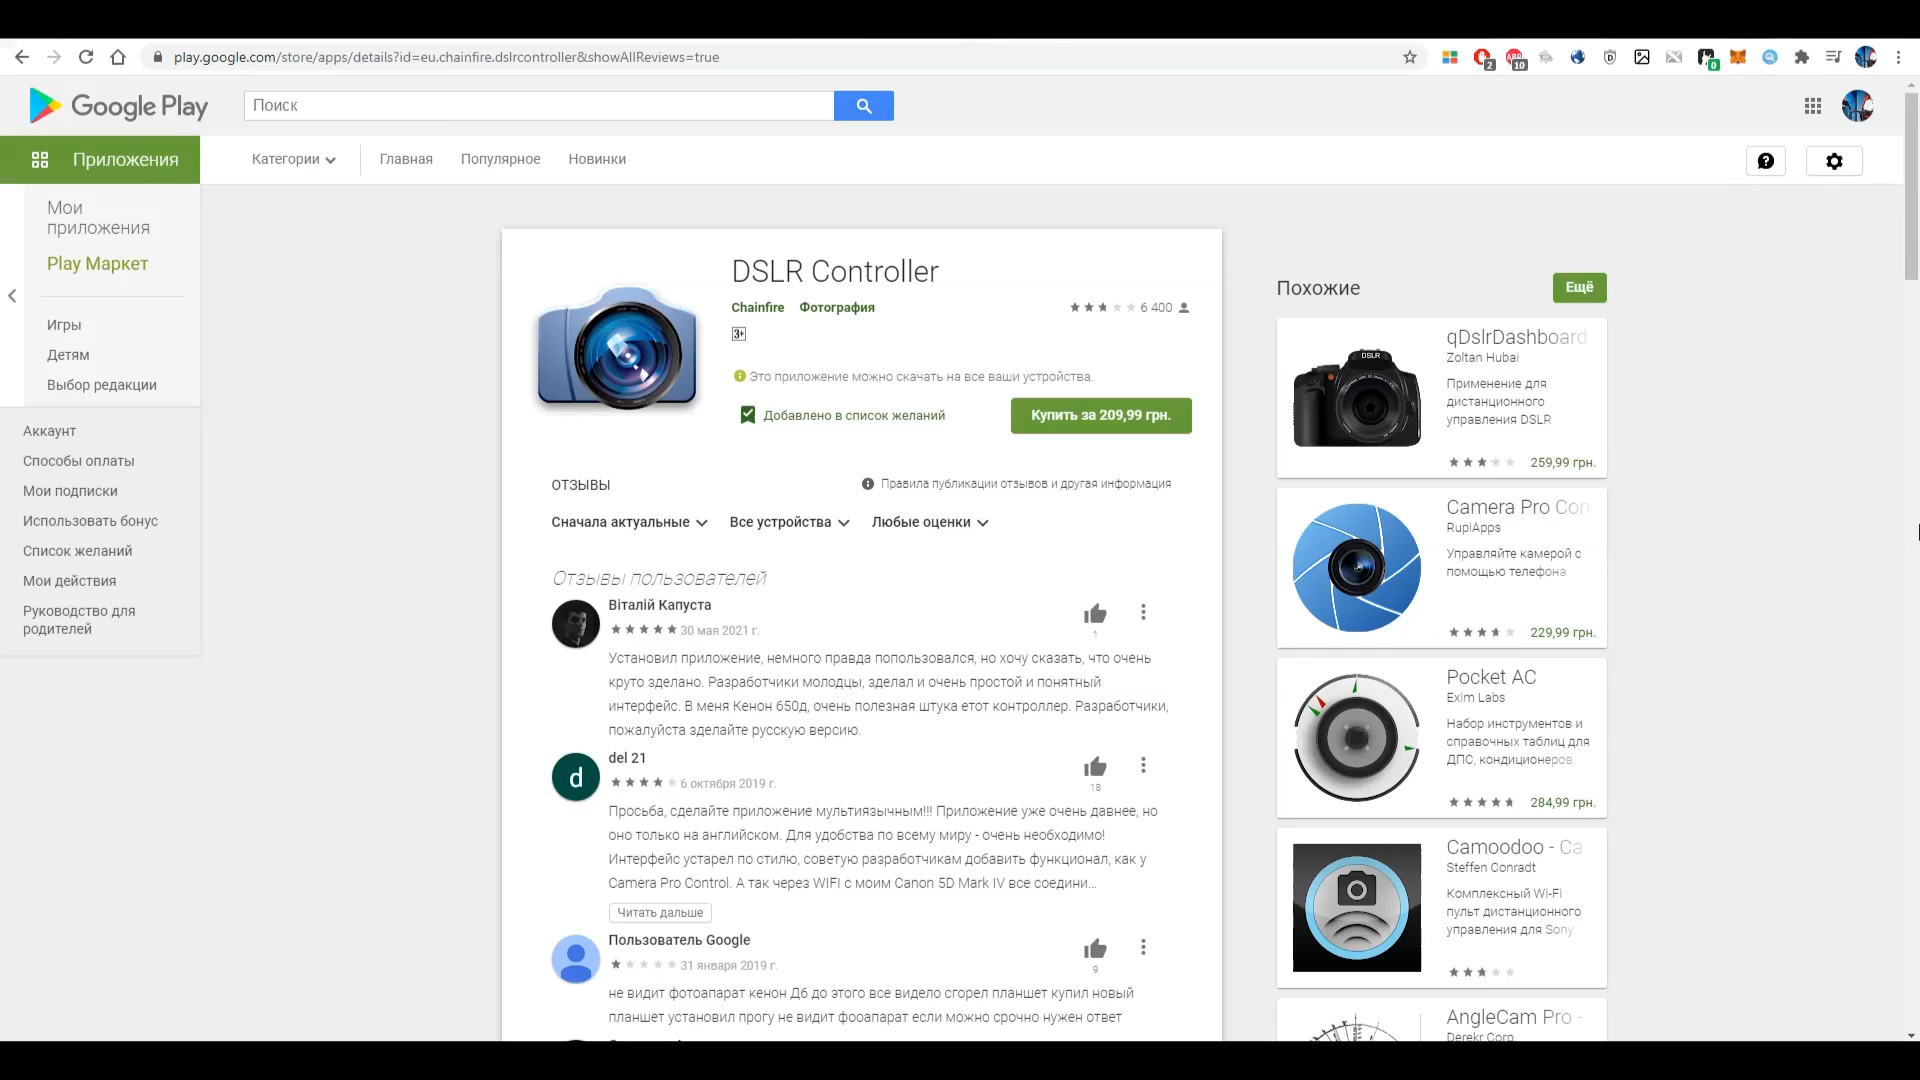 play.google.com/store/apps/details?id=eu.chainfire.dslrcontroller&showAllReviews=true
2
10
0
Google Play
Поиск
Приложения
Категории
Главная
Популярное
Новинки
Мои
приложения
Play Маркет
Игры
Детям
Выбор редакции
Аккаунт
Способы оплаты
Мои подписки
Использовать бонус
Список желаний
Мои действия
Руководство для
родителей
DSLR Controller
Chainfire Фотография
6 400
3+
Это приложение можно скачать на все ваши устройства.
Добавлено в список желаний
Купить за 209,99 грн.
ОТЗЫВЫ
Правила публикации отзывов и другая информация
Сначала актуальные
Все устройства
Любые оценки
Отзывы пользователей
Віталій Капуста
30 мая 2021 г.
1
Установил приложение, немного правда попользовался, но хочу сказать, что очень
круто зделано. Разработчики молодцы, зделал и очень простой и понятный
интерфейс. В меня Кенон 650д, очень полезная штука етот контроллер. Разработчики,
пожалуйста зделайте русскую версию.
d
del 21
6 октября 2019 г.
18
Просьба, сделайте приложение мультиязычным!!! Приложение уже очень давнее, но
оно только на английском. Для удобства по всему миру - очень необходимо!
Интерфейс устарел по стилю, советую разработчикам добавить функционал, как у
Camera Pro Control. А так через WIFI с моим Canon 5D Mark IV все соедини...
Читать дальше
Пользователь Google
31 января 2019 г.
9
не видит фотоапарат кенон Д6 до этого все видело сгорел планшет купил новый
планшет установил прогу не видит фооапарат если можно срочно нужен ответ
Похожие
Ещё
DSLR
qDslrDashboard
Zoltan Hubai
Применение для
дистанционного
управления DSLR
259,99 грн.
Camera Pro Con
RupiApps
Управляйте камерой с
помощью телефона
229,99 грн.
Pocket AC
Exim Labs
Набор инструментов и
справочных таблиц для
ДПС, кондиционеров,
284,99 грн.
Camoodoo - Ca
Steffen Conradt
Комплексный Wi-Fi
пульт дистанционного
управления для Sony
AngleCam Pro -
Derekr Corp.